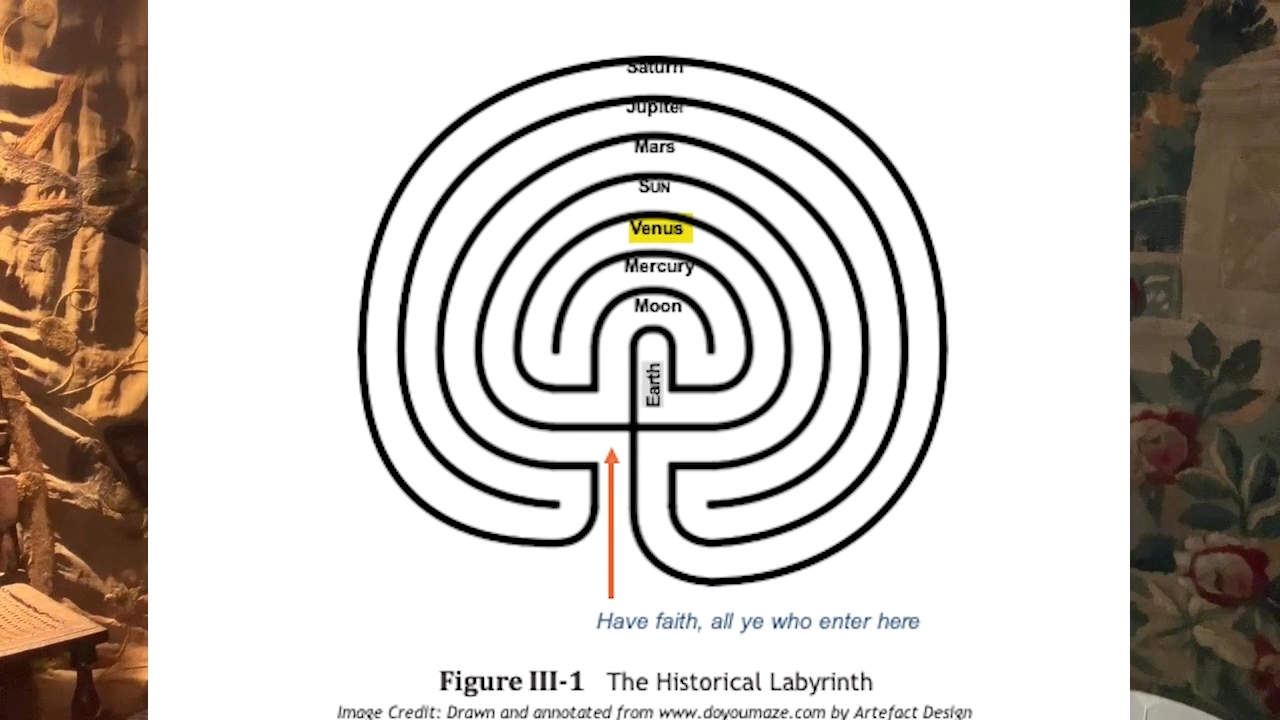 Saturn
Jupiter
Mars
SUN
Venus
Mercury
Moon
Earth
Have faith, all ye who enter here
Figure III-1 The Historical Labyrinth
Image Credit: Drawn and annotated from www.doyoumaze.com by Artefact Design